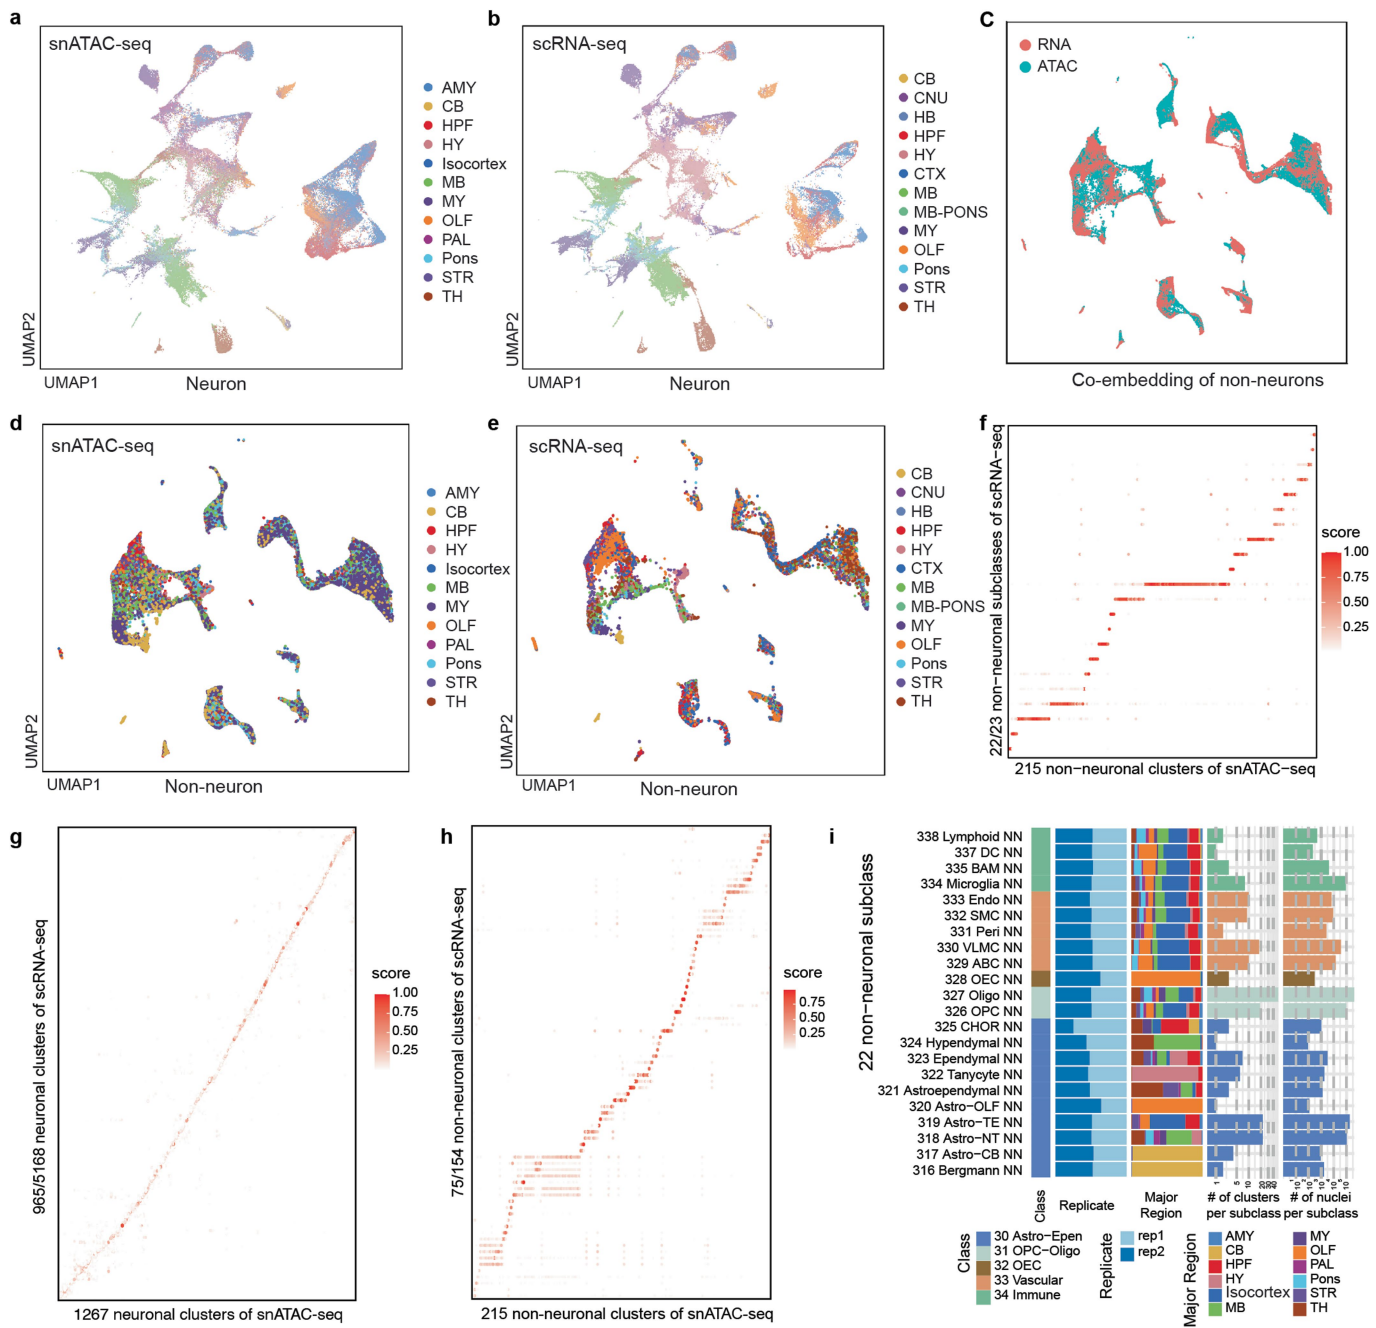 a
snATAC-seq
UMAP2
UMAP1
Neuron
AMY
CB
HPF
HY
Isocortex
MB
MY
OLF
PAL
Pons
STR
TH
b
scRNA-seq
UMAP2
UMAP1
Neuron
CB
CNU
HB
HPF
HY
CTX
MB
MB-PONS
MY
OLF
Pons
STR
TH
C
RNA
ATAC
Co-embedding of non-neurons
d
snATAC-seq
UMAP2
UMAP1
Non-neuron
AMY
CB
HPF
HY
Isocortex
MB
MY
OLF
PAL
Pons
STR
TH
e
scRNA-seq
UMAP2
UMAP1
Non-neuron
CB
CNU
HB
HPF
HY
CTX
MB
MB-PONS
MY
OLF
Pons
STR
TH
f
22/23 non-neuronal subclasses of scRNA-seq
215 non-neuronal clusters of snATAC-seq
score
1.00
0.75
0.50
0.25
g
965/5168 neuronal clusters of scRNA-seq
1267 neuronal clusters of snATAC-seq
score
1.00
0.75
0.50
0.25
h
75/154 non-neuronal clusters of scRNA-seq
215 non-neuronal clusters of snATAC-seq
score
0.75
0.50
0.25
i
22 non-neuronal subclass
338 Lymphoid NN
337 DC NN
335 BAM NN
334 Microglia NN
333 Endo NN
332 SMC NN
331 Peri NN
330 VLMC NN
329 ABC NN
328 OEC NN
327 Oligo NN
326 OPC NN
325 CHOR NN
324 Hypendymal NN
323 Ependymal NN
322 Tanycyte NN
321 Astroependymal NN
320 Astro-OLF NN
319 Astro-TE NN
318 Astro-NT NN
317 Astro-CB NN
316 Bergmann NN
Class
Replicate
Major
Region
1 5 10
# of clusters
per subclass
# of nuclei
per subclass
Class
30 Astro-Epen
31 OPC-Oligo
32 OEC
33 Vascular
34 Immune
Replicate
rep1
rep2
Major Region
AMY
CB
HPF
HY
Isocortex
MB
MY
OLF
PAL
Pons
STR
TH